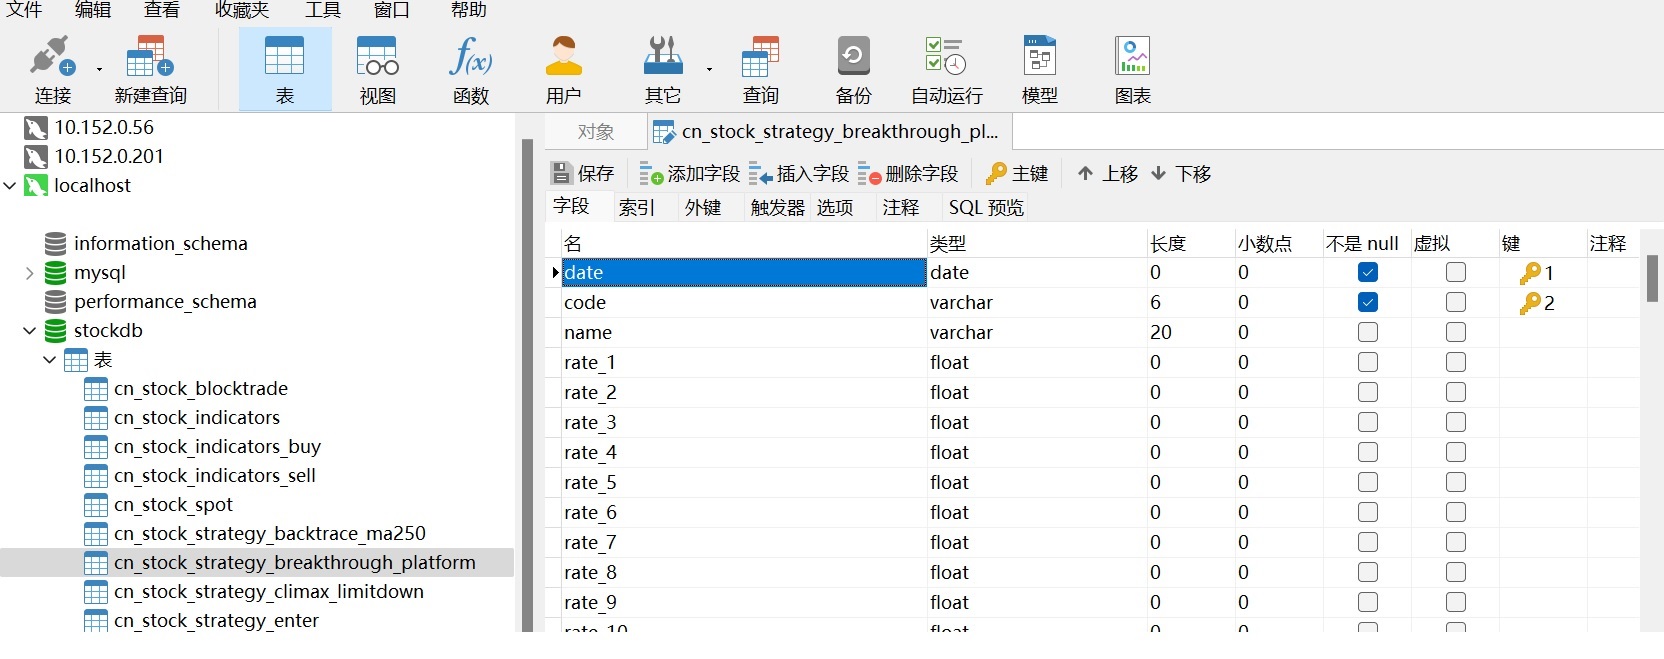 文件 编辑 查看 收藏夹 工具 窗口 帮助
连接 新建查询 表 视图 函数 用户 其它 查询 备份 自动运行 模型 图表
10.152.0.56
10.152.0.201
localhost
information_schema
mysql
performance_schema
stockdb
表
cn_stock_blocktrade
cn_stock_indicators
cn_stock_indicators_buy
cn_stock_indicators_sell
cn_stock_spot
cn_stock_strategy_backtrace_ma250
cn_stock_strategy_breakthrough_platform
cn_stock_strategy_climax_limitdown
cn_stock_strategy_enter
对象 cn_stock_strategy_breakthrough_pl...
保存 添加字段 插入字段 删除字段 主键 上移 下移
字段 索引 外键 触发器 选项 注释 SQL 预览
名 类型 长度 小数点 不是 null 虚拟 键 注释
date date 0 0 1
code varchar 6 0 2
name varchar 20 0
rate_1 float 0 0
rate_2 float 0 0
rate_3 float 0 0
rate_4 float 0 0
rate_5 float 0 0
rate_6 float 0 0
rate_7 float 0 0
rate_8 float 0 0
rate_9 float 0 0
rate_10 float 0 0